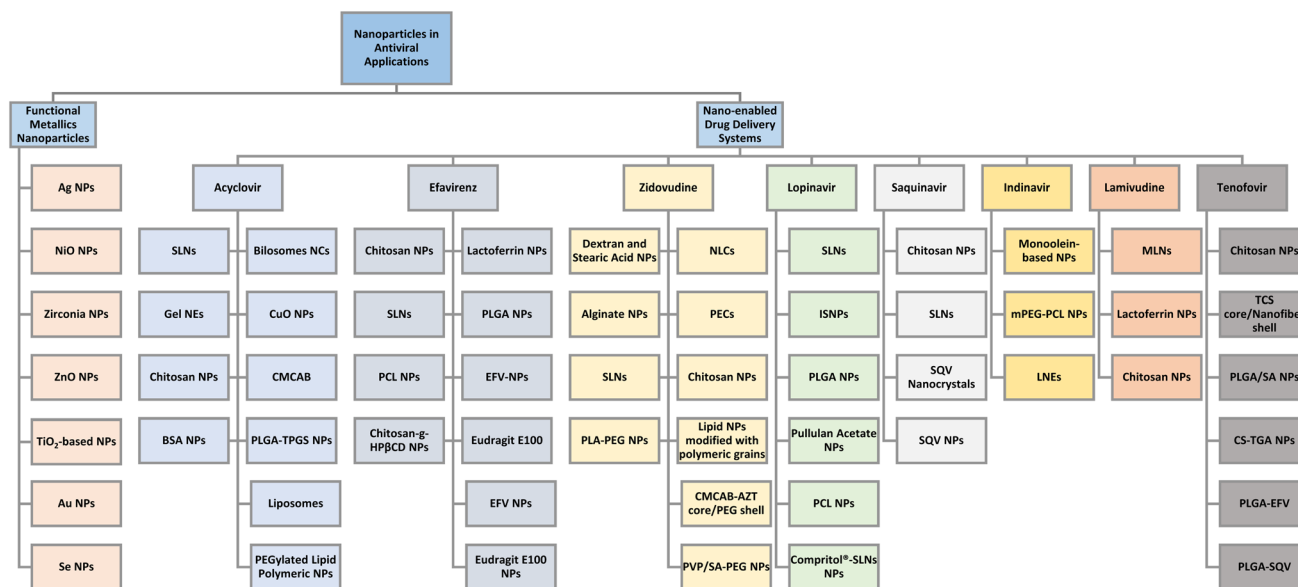 Nanoparticles in
Antiviral
Applications
Functional
Metallics
Nanoparticles
Nano-enabled
Drug Delivery
Systems
Ag NPs
NiO NPs
Zirconia NPs
ZnO NPs
TiO₂-based NPs
Au NPs
Se NPs
Acyclovir
SLNs
Gel NEs
Chitosan NPs
BSA NPs
Bilosomes NCs
CuO NPs
CMCAB
PLGA-TPGS NPs
Liposomes
PEGylated Lipid
Polymeric NPs
Efavirenz
Chitosan NPs
SLNs
PCL NPs
Chitosan-g-
HPβCD NPs
Lactoferrin NPs
PLGA NPs
EFV-NPs
Eudragit E100
EFV NPs
Eudragit E100
NPs
Zidovudine
Dextran and
Stearic Acid NPs
Alginate NPs
SLNs
PLA-PEG NPs
NLCs
PECs
Chitosan NPs
Lipid NPs
modified with
polymeric grains
CMCAB-AZT
core/PEG shell
PVP/SA-PEG NPs
Lopinavir
SLNs
ISNPs
PLGA NPs
Pullulan Acetate
NPs
PCL NPs
Compritol®-SLNs
NPs
Saquinavir
Chitosan NPs
SLNs
SQV
Nanocrystals
SQV NPs
Indinavir
Monoolein-
based NPs
mPEG-PCL NPs
LNEs
Lamivudine
MLNs
Lactoferrin NPs
Chitosan NPs
Tenofovir
Chitosan NPs
TCS
core/Nanofibe
shell
PLGA/SA NPs
CS-TGA NPs
PLGA-EFV
PLGA-SQV